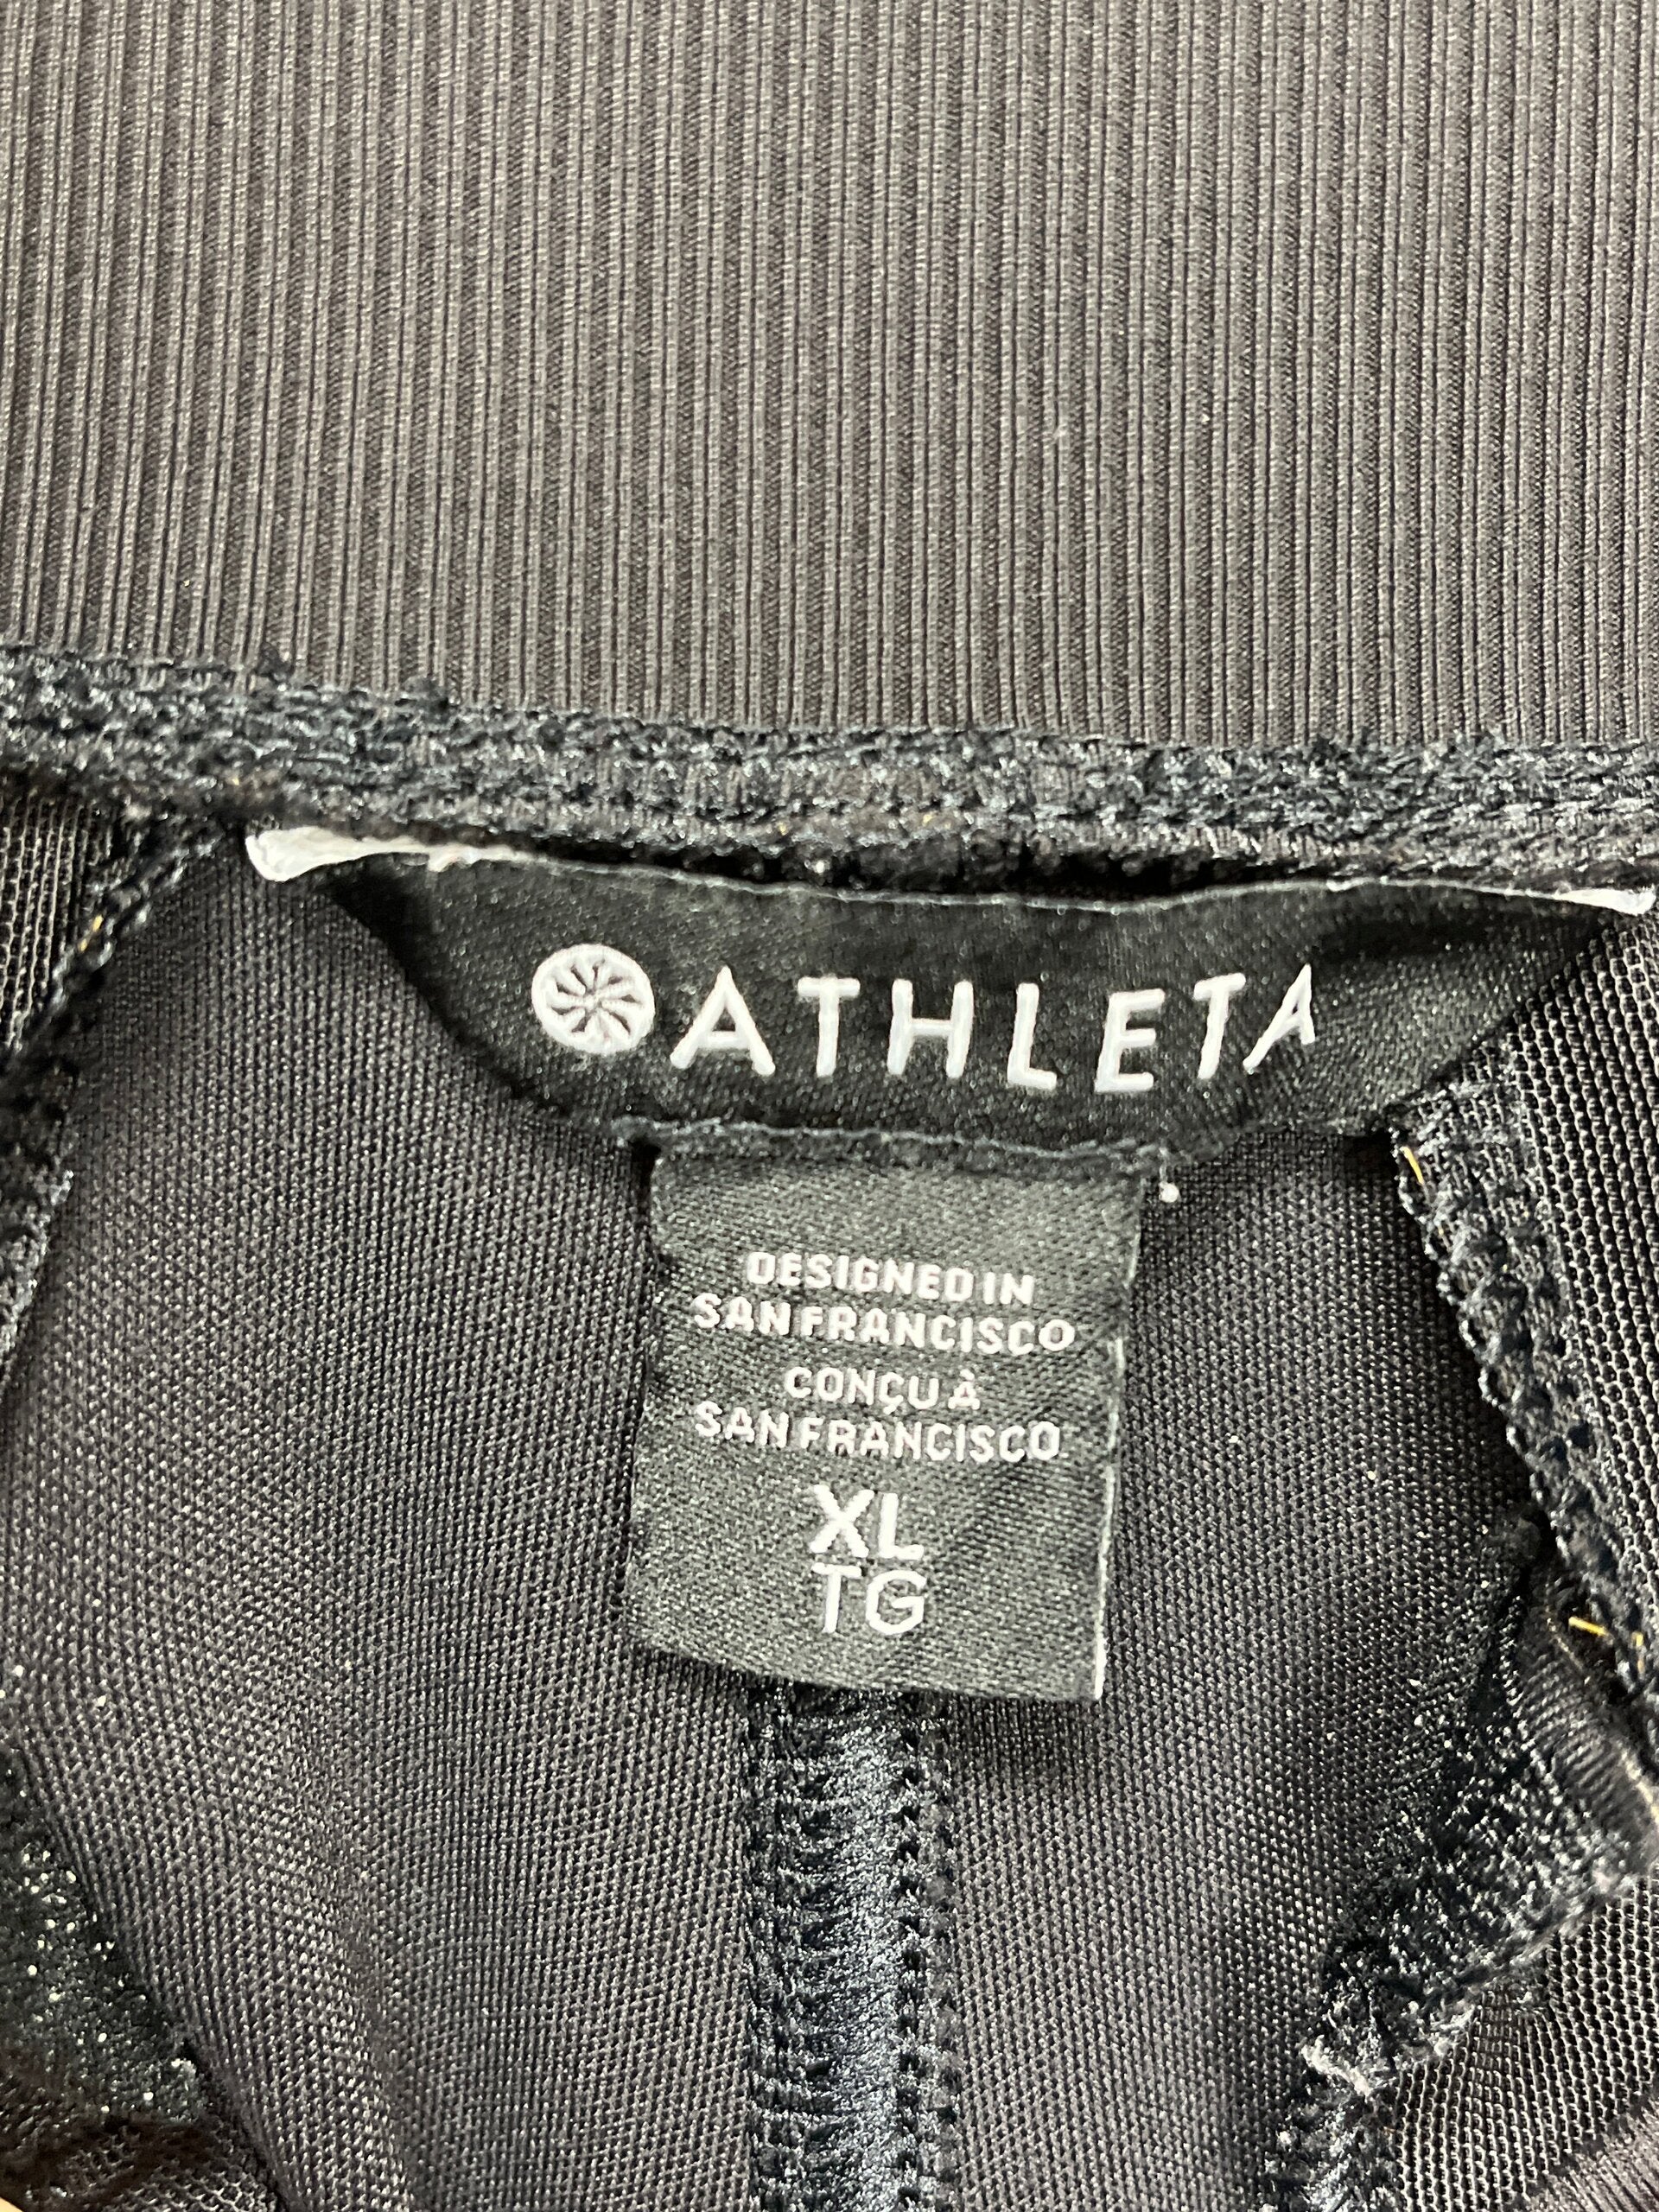 ATHLETA
DESIGNED IN
SAN FRANCISCO
CONÇU À
SAN FRANCISCO
XL
TG